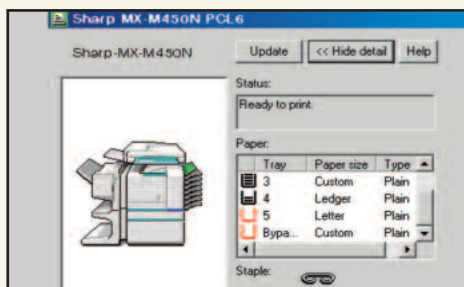 Sharp MX-M450N PCL6
Sharp-MX-M450N Update << Hide detail Help
Status:
Ready to print.
Paper:
Tray Paper size Type
3 Custom Plain
4 Ledger Plain
5 Letter Plain
Bypa... Custom Plain
Staple: